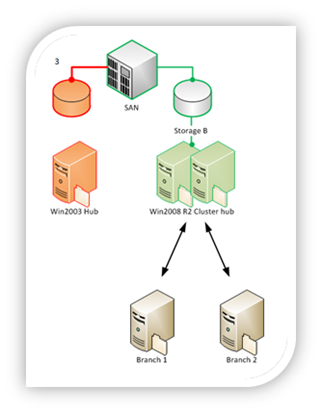 3
SAN
Storage B
Win2003 Hub
Win2008 R2 Cluster hub
Branch 1
Branch 2